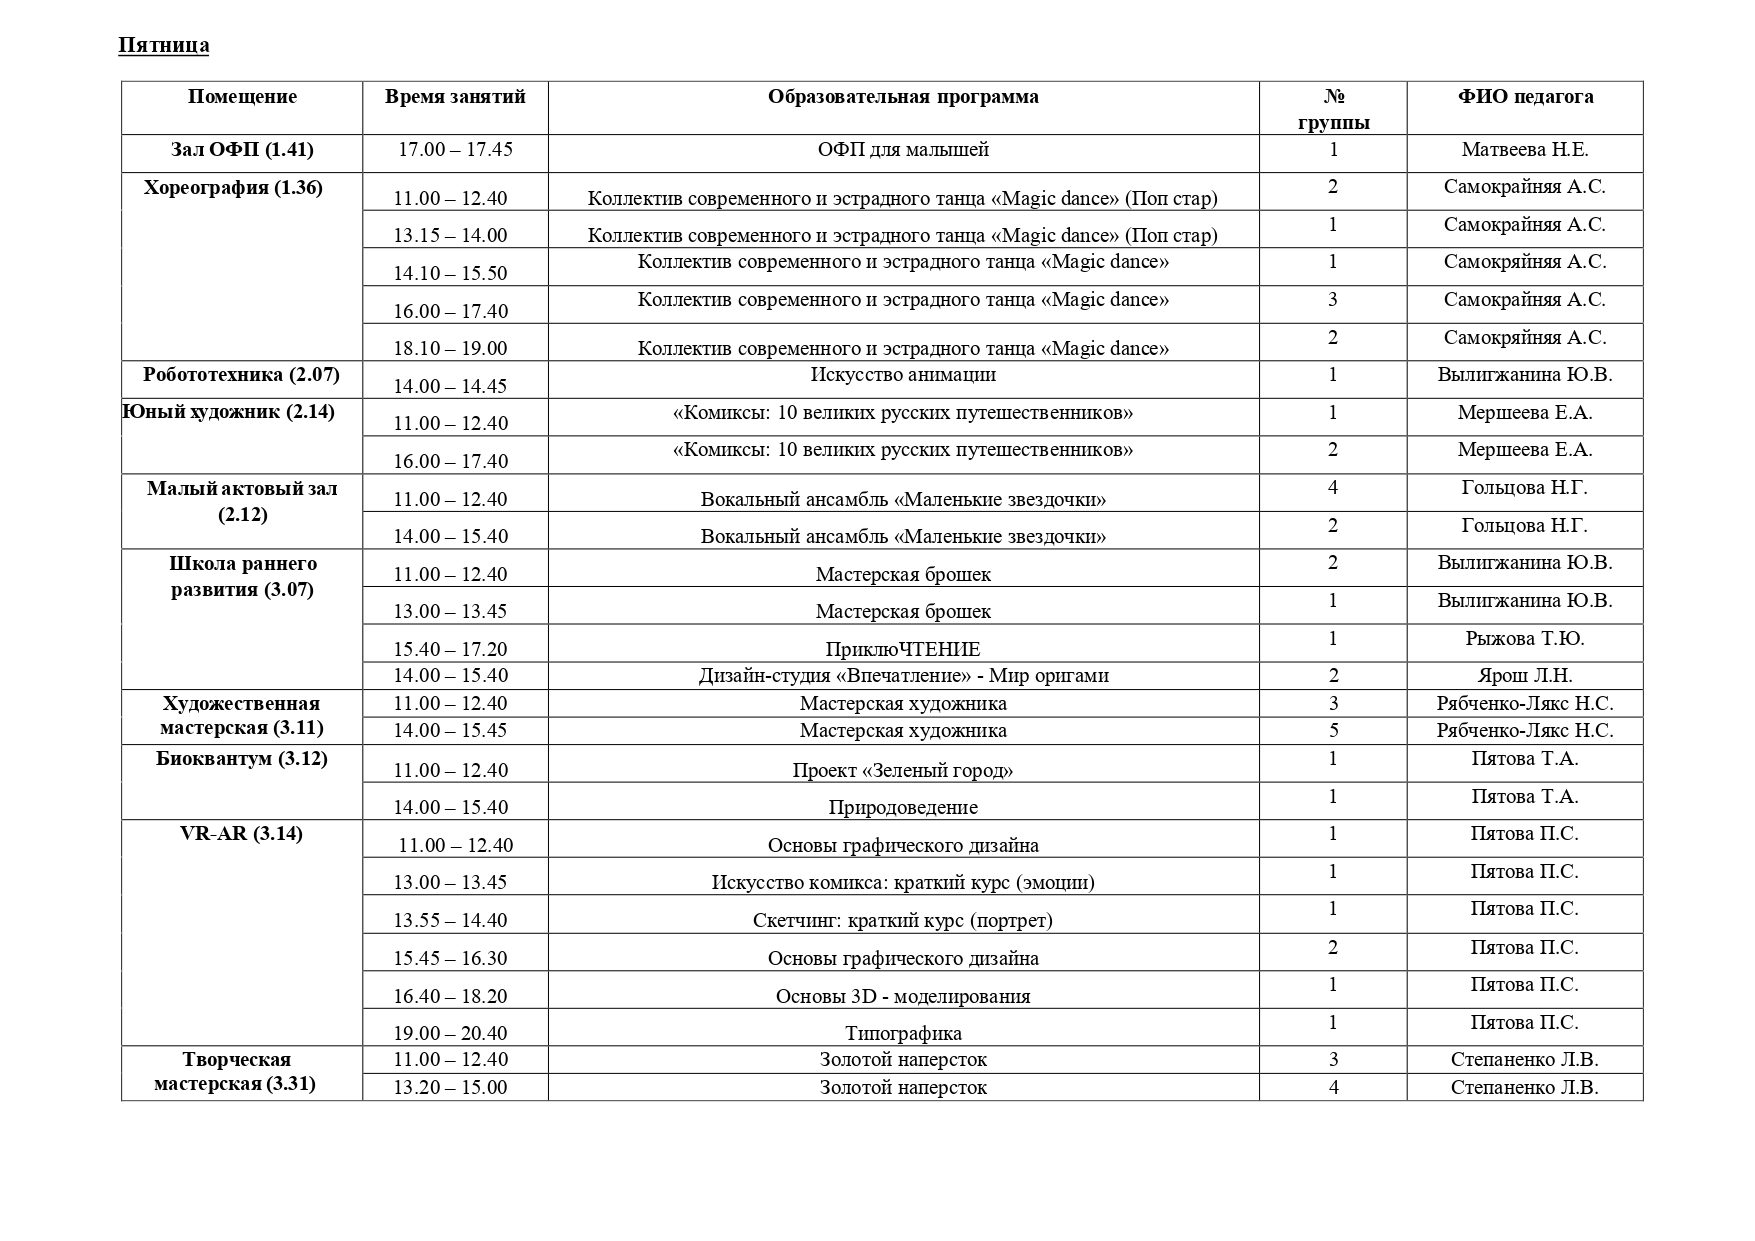 Пятница
Помещение Время занятий Образовательная программа № группы ФИО педагога
Зал ОФП (1.41) 17.00 – 17.45 ОФП для малышей 1 Матвеева Н.Е.
Хореография (1.36) 11.00 – 12.40 Коллектив современного и эстрадного танца «Magic dance» (Поп стар) 2 Самокрайняя А.С.
13.15 – 14.00 Коллектив современного и эстрадного танца «Magic dance» (Поп стар) 1 Самокрайняя А.С.
14.10 – 15.50 Коллектив современного и эстрадного танца «Magic dance» 1 Самокряйняя А.С.
16.00 – 17.40 Коллектив современного и эстрадного танца «Magic dance» 3 Самокрайняя А.С.
18.10 – 19.00 Коллектив современного и эстрадного танца «Magic dance» 2 Самокряйняя А.С.
Робототехника (2.07) 14.00 – 14.45 Искусство анимации 1 Вылигжанина Ю.В.
Юный художник (2.14) 11.00 – 12.40 «Комиксы: 10 великих русских путешественников» 1 Мершеева Е.А.
16.00 – 17.40 «Комиксы: 10 великих русских путешественников» 2 Мершеева Е.А.
Малый актовый зал (2.12) 11.00 – 12.40 Вокальный ансамбль «Маленькие звездочки» 4 Гольцова Н.Г.
14.00 – 15.40 Вокальный ансамбль «Маленькие звездочки» 2 Гольцова Н.Г.
Школа раннего развития (3.07) 11.00 – 12.40 Мастерская брошек 2 Вылигжанина Ю.В.
13.00 – 13.45 Мастерская брошек 1 Вылигжанина Ю.В.
15.40 – 17.20 ПриклюЧТЕНИЕ 1 Рыжова Т.Ю.
14.00 – 15.40 Дизайн-студия «Впечатление» - Мир оригами 2 Ярош Л.Н.
Художественная мастерская (3.11) 11.00 – 12.40 Мастерская художника 3 Рябченко-Лякс Н.С.
14.00 – 15.45 Мастерская художника 5 Рябченко-Лякс Н.С.
Биоквантум (3.12) 11.00 – 12.40 Проект «Зеленый город» 1 Пятова Т.А.
14.00 – 15.40 Природоведение 1 Пятова Т.А.
VR-AR (3.14) 11.00 – 12.40 Основы графического дизайна 1 Пятова П.С.
13.00 – 13.45 Искусство комикса: краткий курс (эмоции) 1 Пятова П.С.
13.55 – 14.40 Скетчинг: краткий курс (портрет) 1 Пятова П.С.
15.45 – 16.30 Основы графического дизайна 2 Пятова П.С.
16.40 – 18.20 Основы 3D - моделирования 1 Пятова П.С.
19.00 – 20.40 Типографика 1 Пятова П.С.
Творческая мастерская (3.31) 11.00 – 12.40 Золотой наперсток 3 Степаненко Л.В.
13.20 – 15.00 Золотой наперсток 4 Степаненко Л.В.